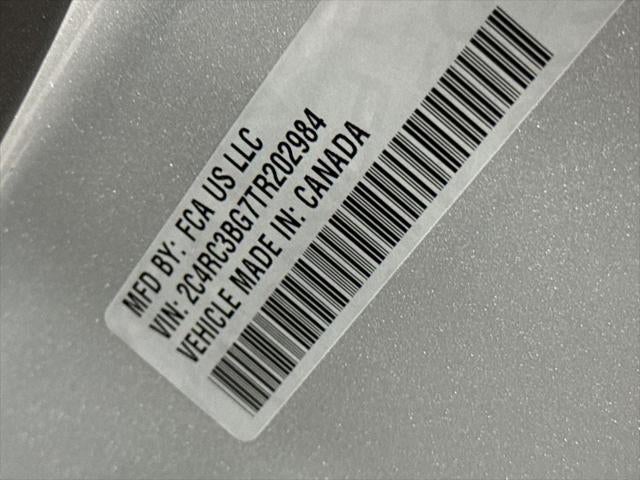 MFD BY: FCA US LLC
VIN: 2C4RC3BG7TR202984
VEHICLE MADE IN: CANADA